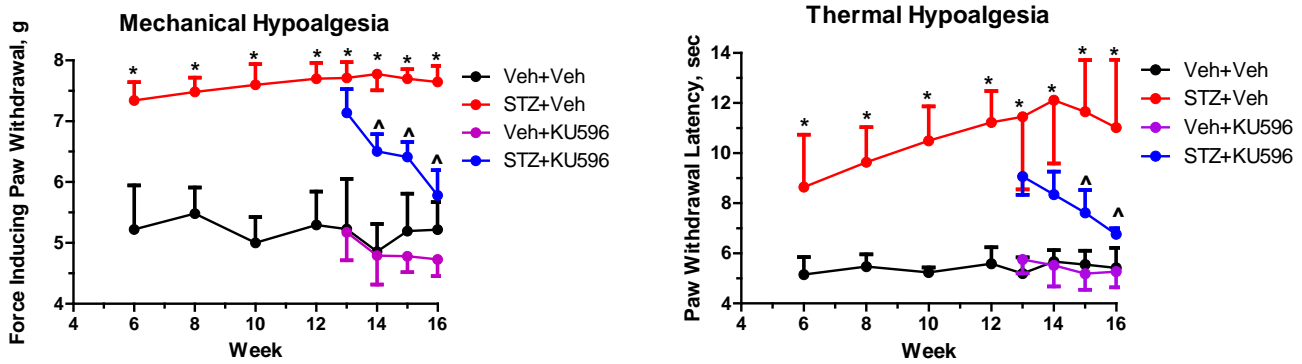 Mechanical Hypoalgesia
Force Inducing Paw Withdrawal, g
8
7
6
5
4
* * * * * * * *
^ ^ ^
4 6 8 10 12 14 16
Week
Veh+Veh
STZ+Veh
Veh+KU596
STZ+KU596
Thermal Hypoalgesia
Paw Withdrawal Latency, sec
14
12
10
8
6
4
* * * * * * * *
^ ^
4 6 8 10 12 14 16
Week
Veh+Veh
STZ+Veh
Veh+KU596
STZ+KU596